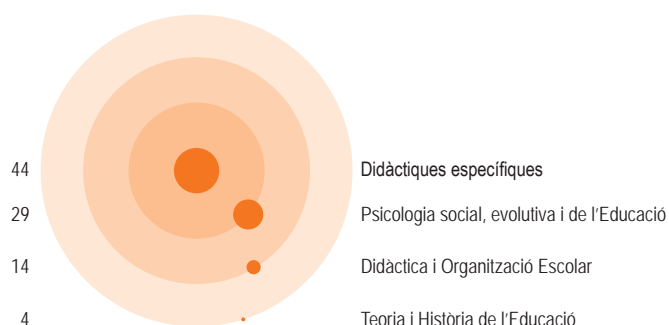 44 Didàctiques específiques
29 Psicologia social, evolutiva i de l'Educació
14 Didàctica i Organització Escolar
4 Teoria i Història de l'Educació